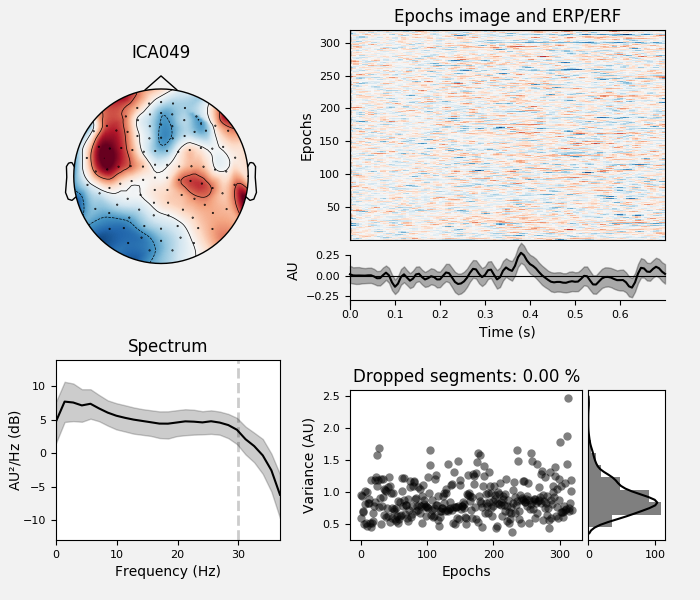 ICA049
Epochs image and ERP/ERF
Epochs
300
250
200
150
100
50
AU
0.25
0.00
−0.25
0.0 0.1 0.2 0.3 0.4 0.5 0.6
Time (s)
Spectrum
AU²/Hz (dB)
10
5
0
−5
−10
0 10 20 30
Frequency (Hz)
Dropped segments: 0.00 %
Variance (AU)
2.5
2.0
1.5
1.0
0.5
0 100 200 300
Epochs
0 100